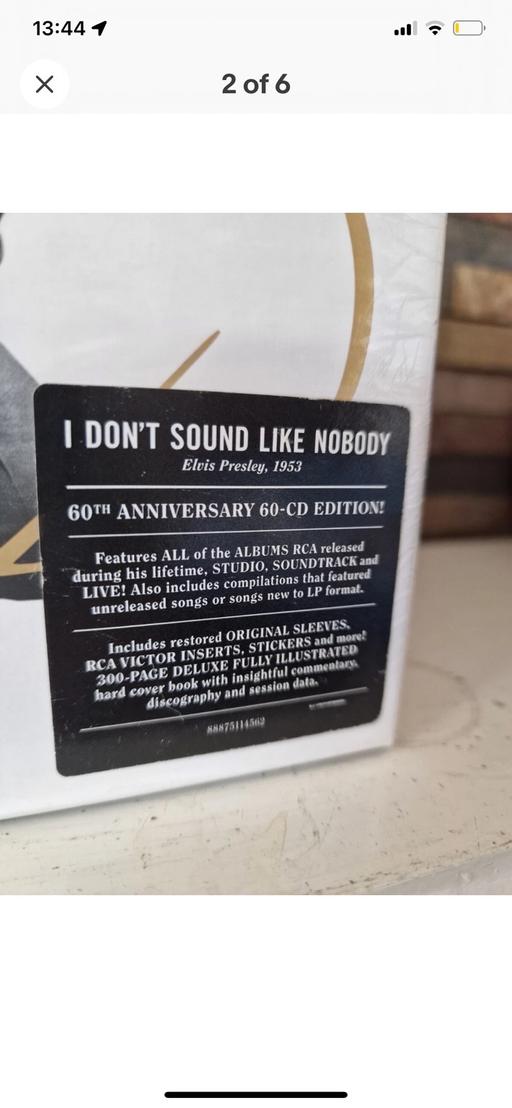 13:44
2 of 6
I DON'T SOUND LIKE NOBODY
Elvis Presley, 1953
60TH ANNIVERSARY 60-CD EDITION!
Features ALL of the ALBUMS RCA released
during his lifetime, STUDIO, SOUNDTRACK and
LIVE! Also includes compilations that featured
unreleased songs or songs new to LP format.
Includes restored ORIGINAL SLEEVES,
RCA VICTOR INSERTS, STICKERS and more!
300-PAGE DELUXE FULLY ILLUSTRATED
hard cover book with insightful commentary,
discography and session data.
88875114562